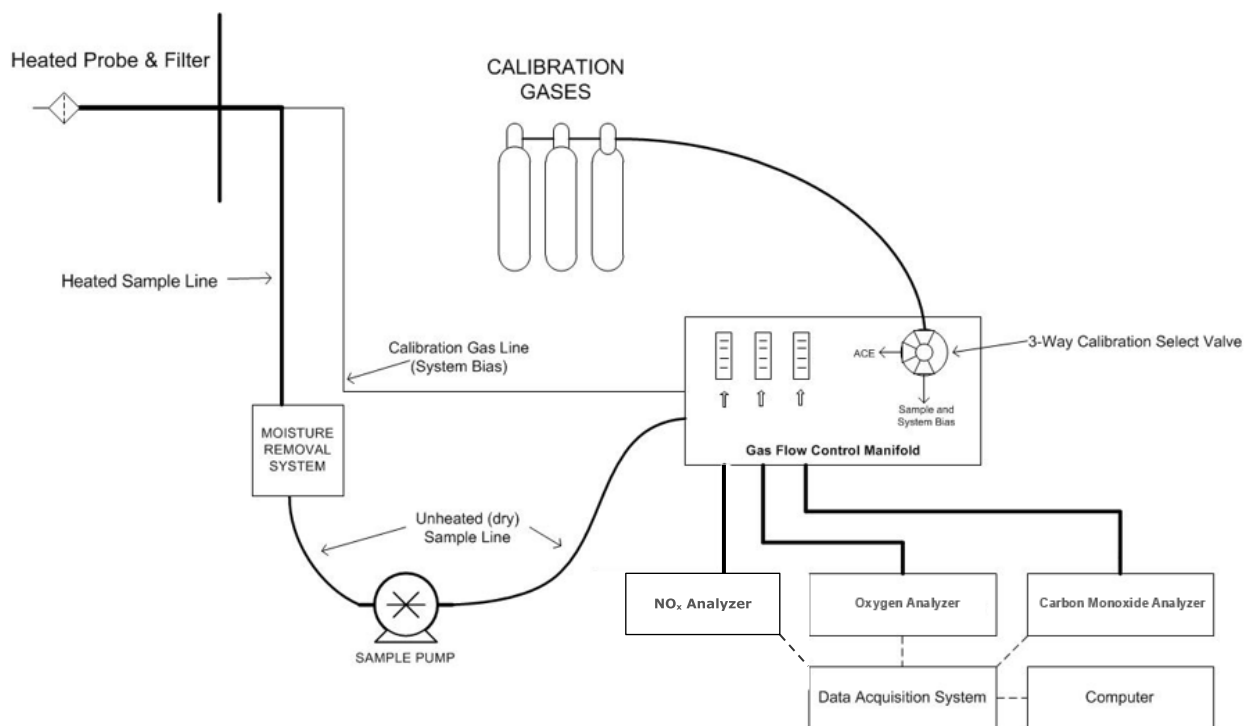 Heated Probe & Filter
CALIBRATION
GASES
Heated Sample Line
Calibration Gas Line
(System Bias)
ACE
3-Way Calibration Select Valve
Sample and
System Bias
Gas Flow Control Manifold
MOISTURE
REMOVAL
SYSTEM
Unheated (dry)
Sample Line
SAMPLE PUMP
NOₓ Analyzer
Oxygen Analyzer
Carbon Monoxide Analyzer
Data Acquisition System
Computer